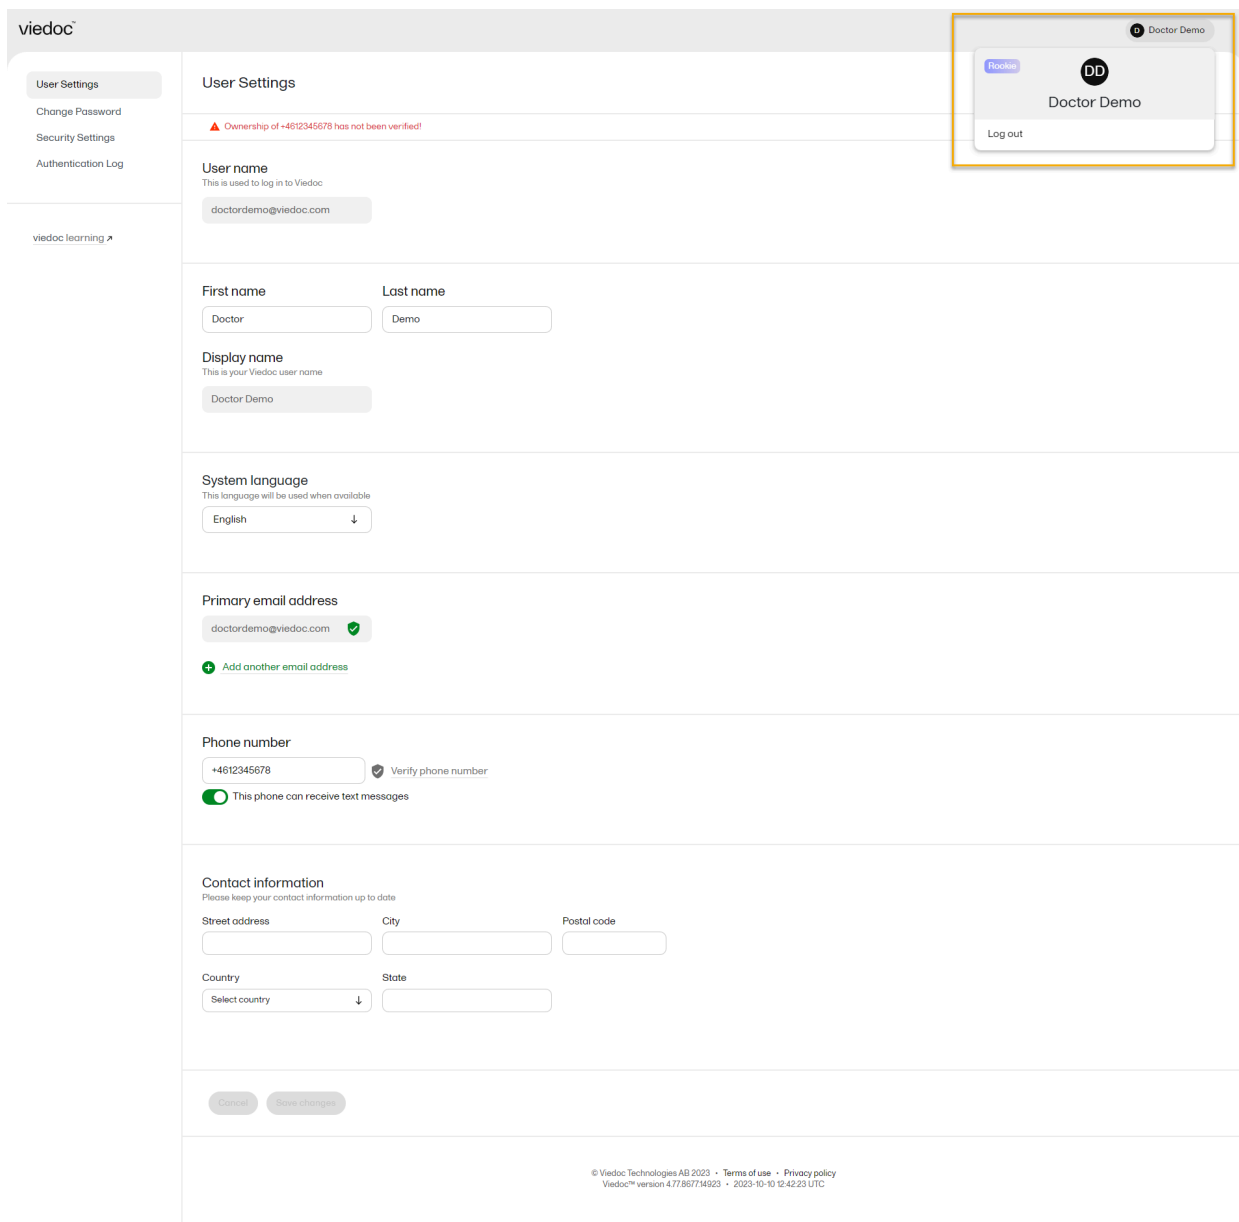 viedoc™
D Doctor Demo
Rookie
DD
Doctor Demo
Log out
User Settings
Change Password
Security Settings
Authentication Log
viedoc learning
User Settings
Ownership of +4612345678 has not been verified!
User name
This is used to log in to Viedoc
doctordemo@viedoc.com
First name Last name
Doctor Demo
Display name
This is your Viedoc user name
Doctor Demo
System language
This language will be used when available
English
Primary email address
doctordemo@viedoc.com
Add another email address
Phone number
+4612345678 Verify phone number
This phone can receive text messages
Contact information
Please keep your contact information up to date
Street address City Postal code
Country State
Select country
Cancel Save changes
© Viedoc Technologies AB 2023 • Terms of use • Privacy policy
Viedoc™ version 4.77.8677.14923 • 2023-10-10 12:42:23 UTC